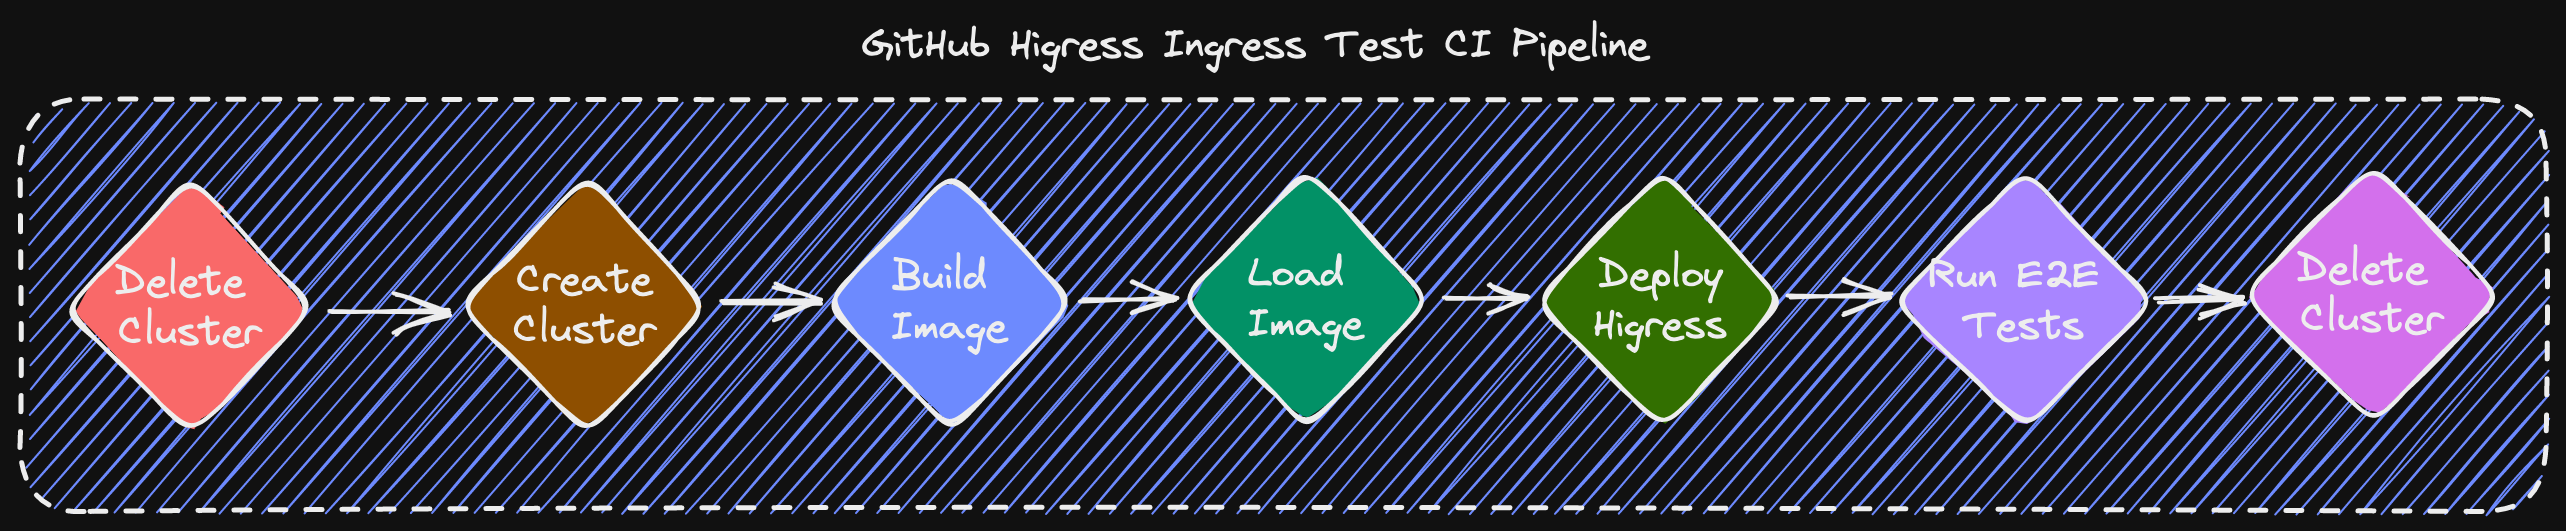 GitHub Higress Ingress Test CI Pipeline
Delete
Cluster
Create
Cluster
Build
Image
Load
Image
Deploy
Higress
Run E2E
Tests
Delete
Cluster